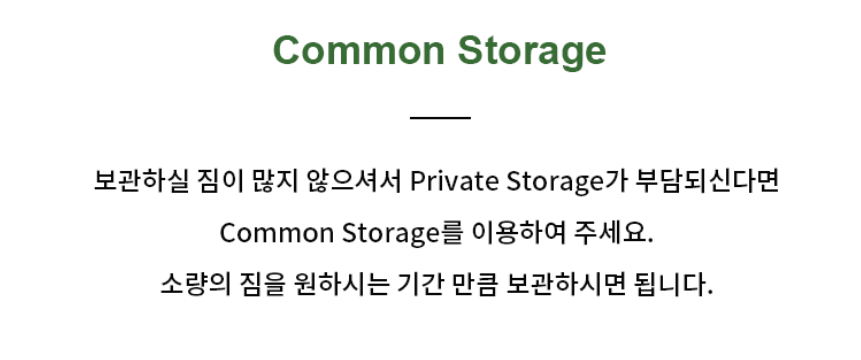 Common Storage
보관하실 짐이 많지 않으셔서 Private Storage가 부담되신다면
Common Storage를 이용하여 주세요.
소량의 짐을 원하시는 기간 만큼 보관하시면 됩니다.